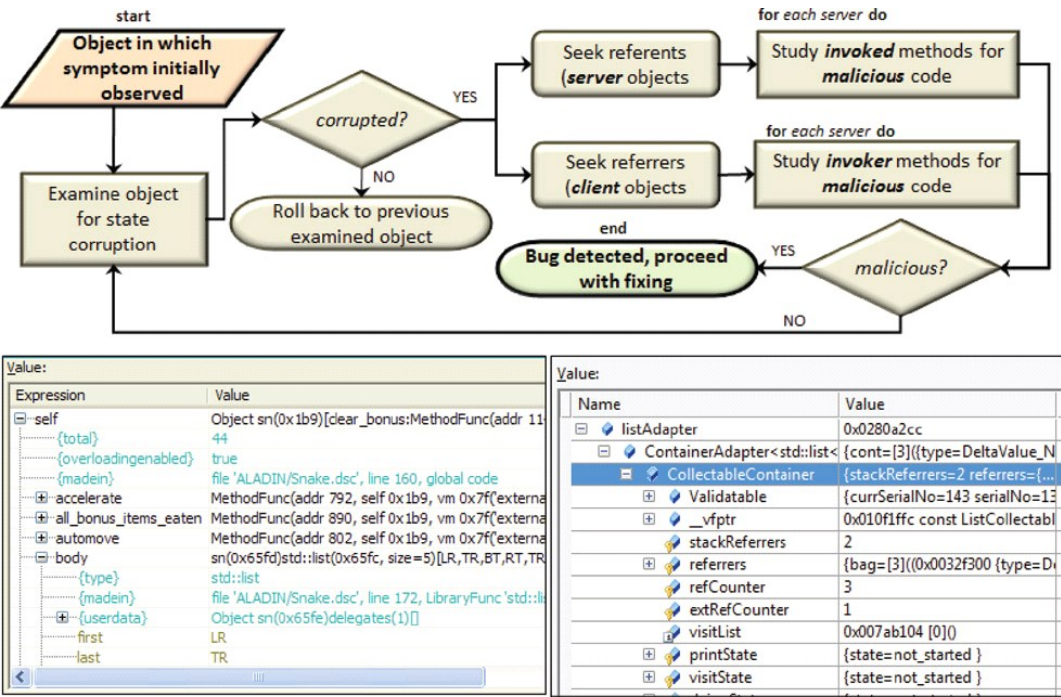 start
Object in which
symptom initially
observed
Examine object
for state
corruption
corrupted?
YES
NO
Roll back to previous
examined object
Seek referents
(server objects
for each server do
Study invoked methods for
malicious code
Seek referrers
(client objects
for each server do
Study invoker methods for
malicious code
end
Bug detected, proceed
with fixing
YES
malicious?
NO
Value:
Expression Value
self Object sn(0x1b9)[clear_bonus:MethodFunc(addr 11
{total} 44
{overloadingenabled} true
{madein} file 'ALADIN/Snake.dsc', line 160, global code
accelerate MethodFunc(addr 792, self 0x1b9, vm 0x7f('externa
all_bonus_items_eaten MethodFunc(addr 890, self 0x1b9, vm 0x7f('externa
automove MethodFunc(addr 802, self 0x1b9, vm 0x7f('externa
body sn(0x65fd)std::list(0x65fc, size=5)[LR,TR,BT,RT,TR
{type} std::list
{madein} file 'ALADIN/Snake.dsc', line 172, LibraryFunc 'std::li
{userdata} Object sn(0x65fe)delegates(1)[]
first LR
last TR
Value:
Name Value
listAdapter 0x0280a2cc
ContainerAdapter<std::list< {cont=[3]({type=DeltaValue_N
CollectableContainer {stackReferrers=2 referrers={...
Validatable {currSerialNo=143 serialNo=13
__vfptr 0x010f1ffc const ListCollectabl
stackReferrers 2
referrers {bag=[3]((0x0032f300 {type=De
refCounter 3
extRefCounter 1
visitList 0x007ab104 [0]()
printState {state=not_started }
visitState {state=not_started }